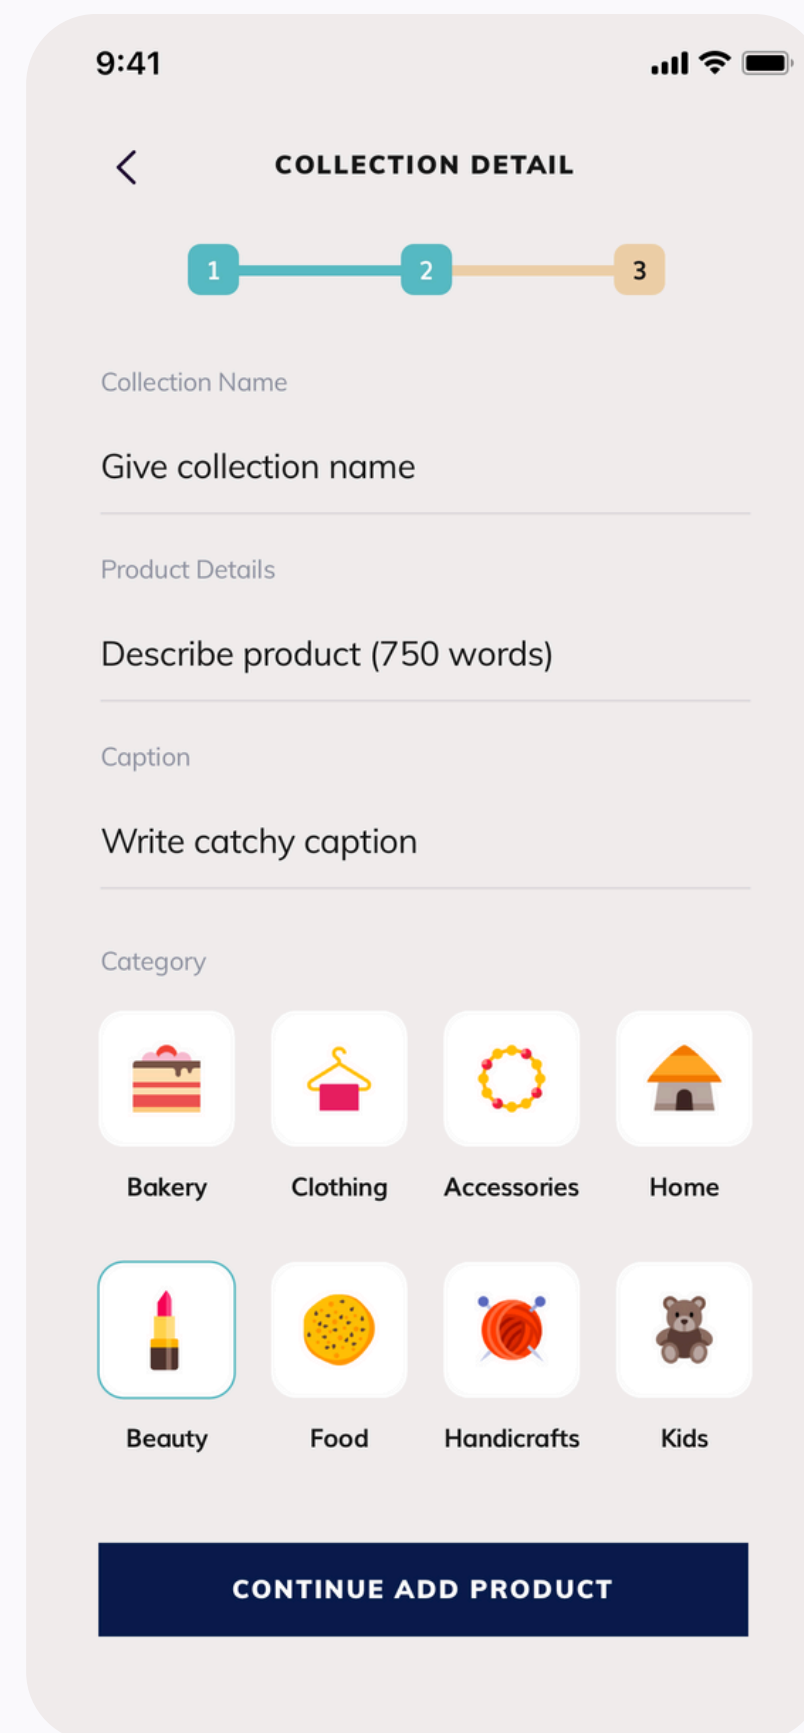 9:41
COLLECTION DETAIL
1 2 3
Collection Name
Give collection name
Product Details
Describe product (750 words)
Caption
Write catchy caption
Category
Bakery Clothing Accessories Home
Beauty Food Handicrafts Kids
CONTINUE ADD PRODUCT